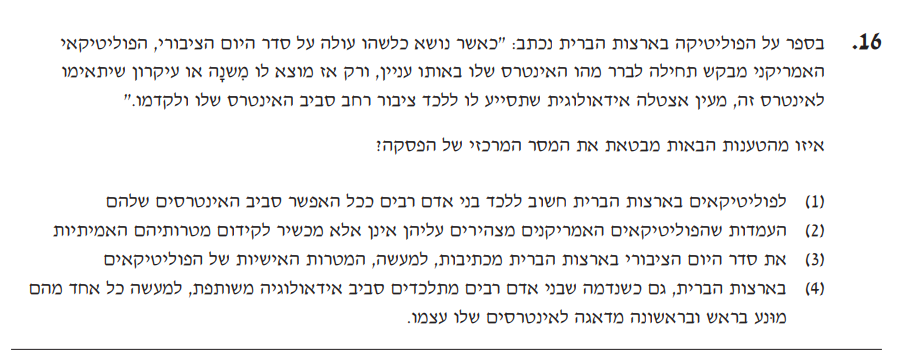 16. בספר על הפוליטיקה בארצות הברית נכתב: "כאשר נושא כלשהו עולה על סדר היום הציבורי, הפוליטיקאי
האמריקני מבקש תחילה לברר מהו האינטרס שלו באותו עניין, ורק אז מוצא לו מִשנָה או עיקרון שיתאימו
לאינטרס זה, מעין אצטלה אידאולוגית שתסייע לו ללכד ציבור רחב סביב האינטרס שלו ולקדמו."
איזו מהטענות הבאות מבטאת את המסר המרכזי של הפסקה?
(1) לפוליטיקאים בארצות הברית חשוב ללכד בני אדם רבים ככל האפשר סביב האינטרסים שלהם
(2) העמדות שהפוליטיקאים האמריקנים מצהירים עליהן אינן אלא מכשיר לקידום מטרותיהם האמיתיות
(3) את סדר היום הציבורי בארצות הברית מכתיבות, למעשה, המטרות האישיות של הפוליטיקאים
(4) בארצות הברית, גם כשנדמה שבני אדם רבים מתלכדים סביב אידאולוגיה משותפת, למעשה כל אחד מהם
מוּנע בראש ובראשונה מדאגה לאינטרסים שלו עצמו.